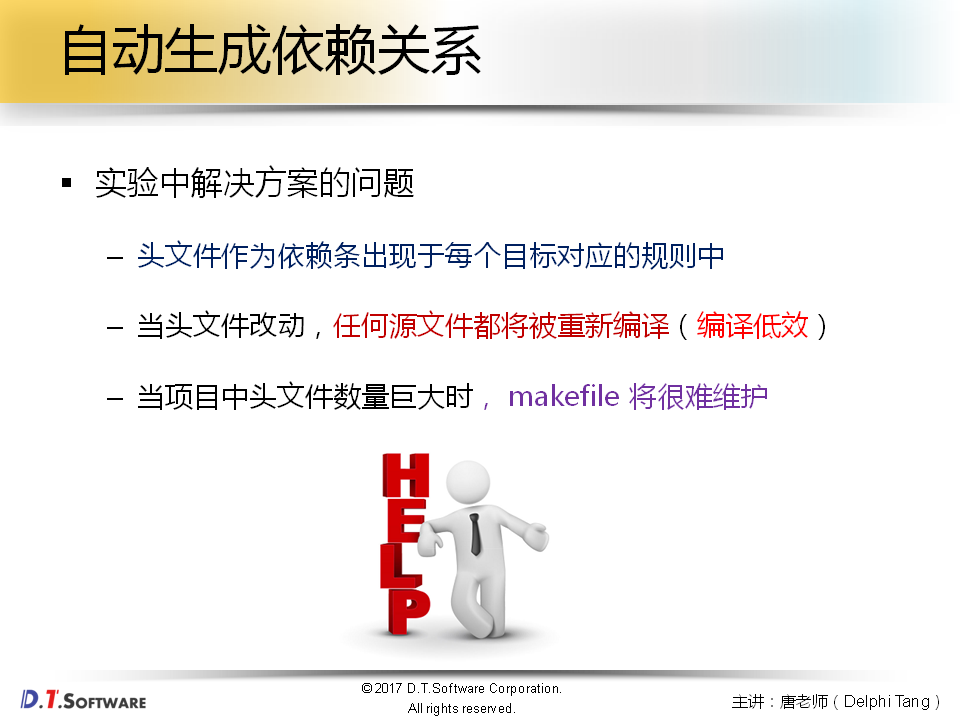 自动生成依赖关系
▪ 实验中解决方案的问题
– 头文件作为依赖条出现于每个目标对应的规则中
– 当头文件改动，任何源文件都将被重新编译（编译低效）
– 当项目中头文件数量巨大时，makefile 将很难维护
HELP
D.T.SOFTWARE
©2017 D.T.Software Corporation.
All rights reserved.
主讲：唐老师（Delphi Tang）